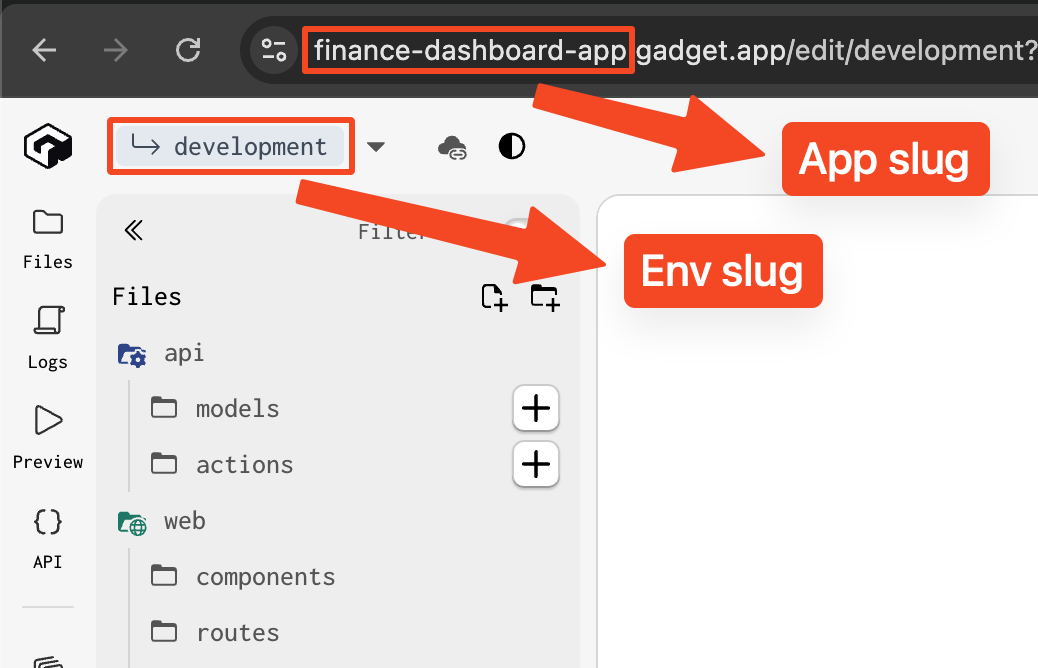 finance-dashboard-app.gadget.app/edit/development?
development
App slug
Filter
Env slug
Files
Files
Logs
api
models
Preview
actions
web
API
components
routes